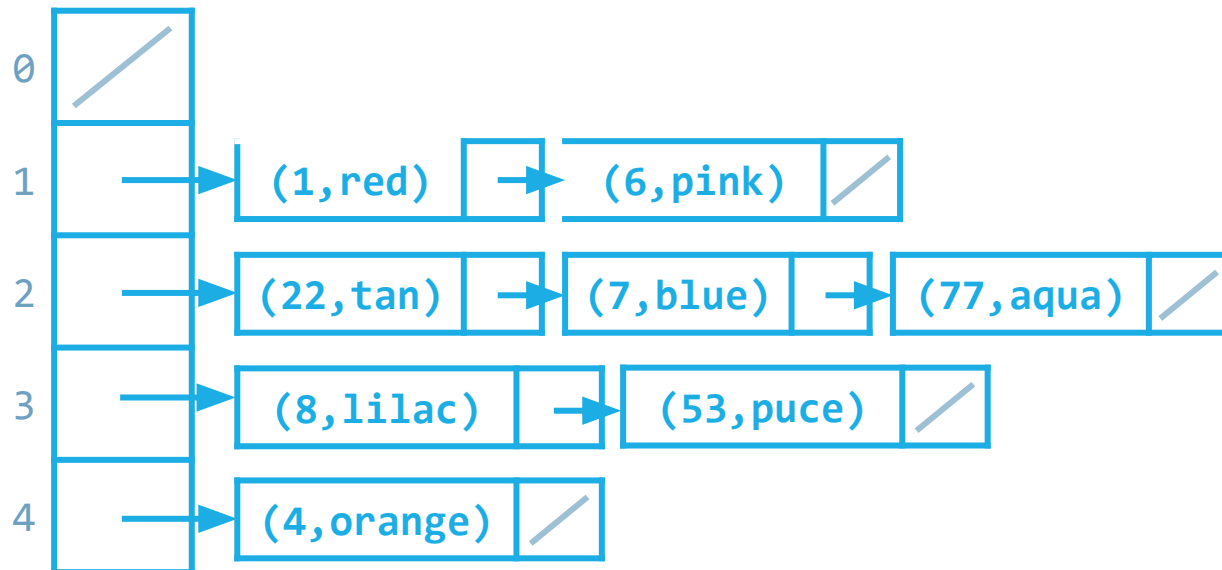 0
1 (1,red) (6,pink)
2 (22,tan) (7,blue) (77,aqua)
3 (8,lilac) (53,puce)
4 (4,orange)